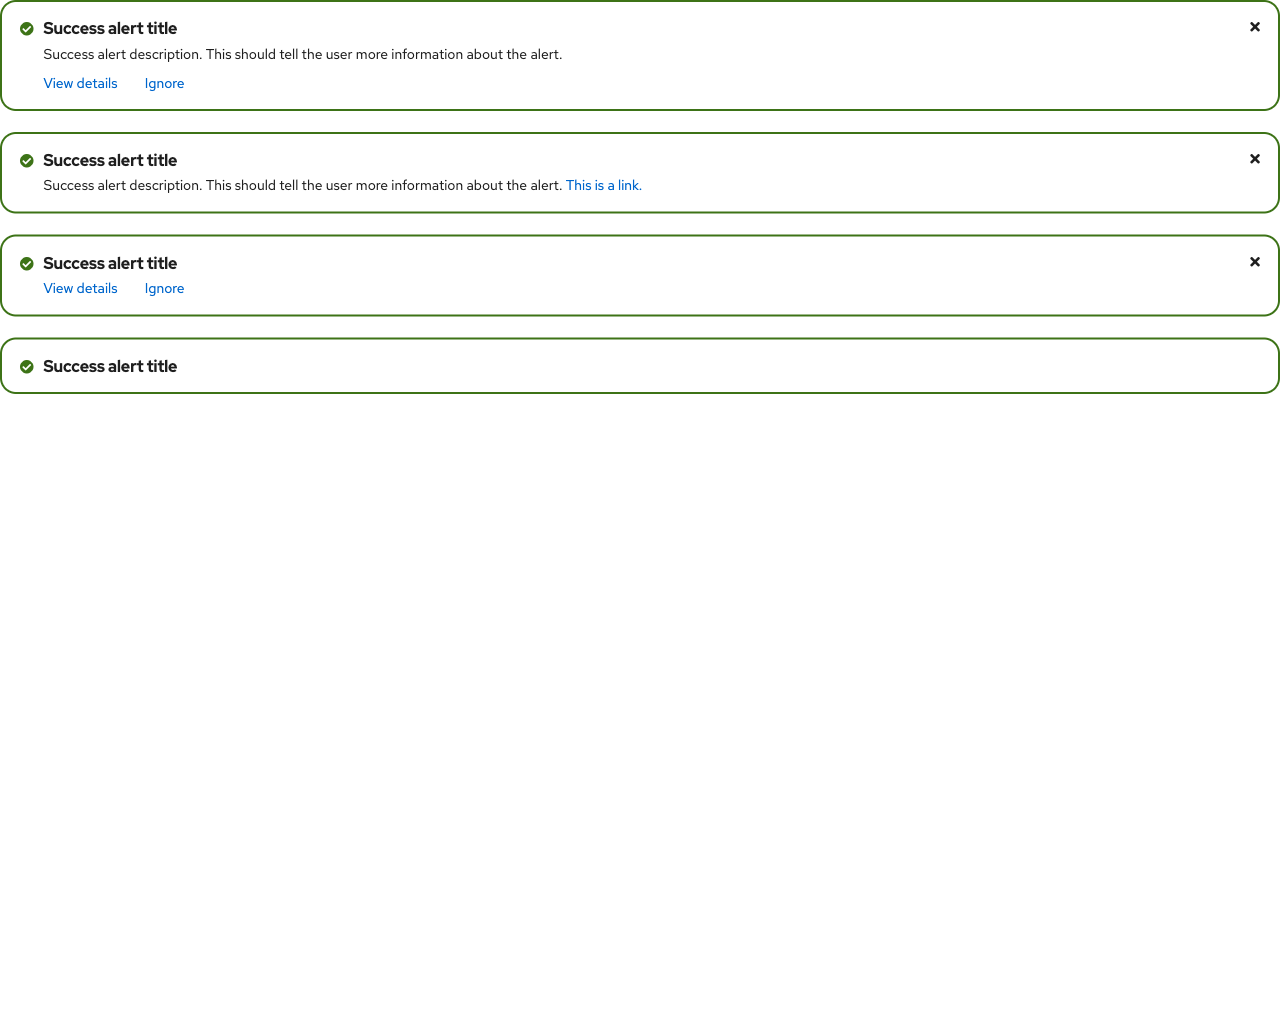 Success alert title
Success alert description. This should tell the user more information about the alert.
View details Ignore
Success alert title
Success alert description. This should tell the user more information about the alert. This is a link.
Success alert title
View details Ignore
Success alert title